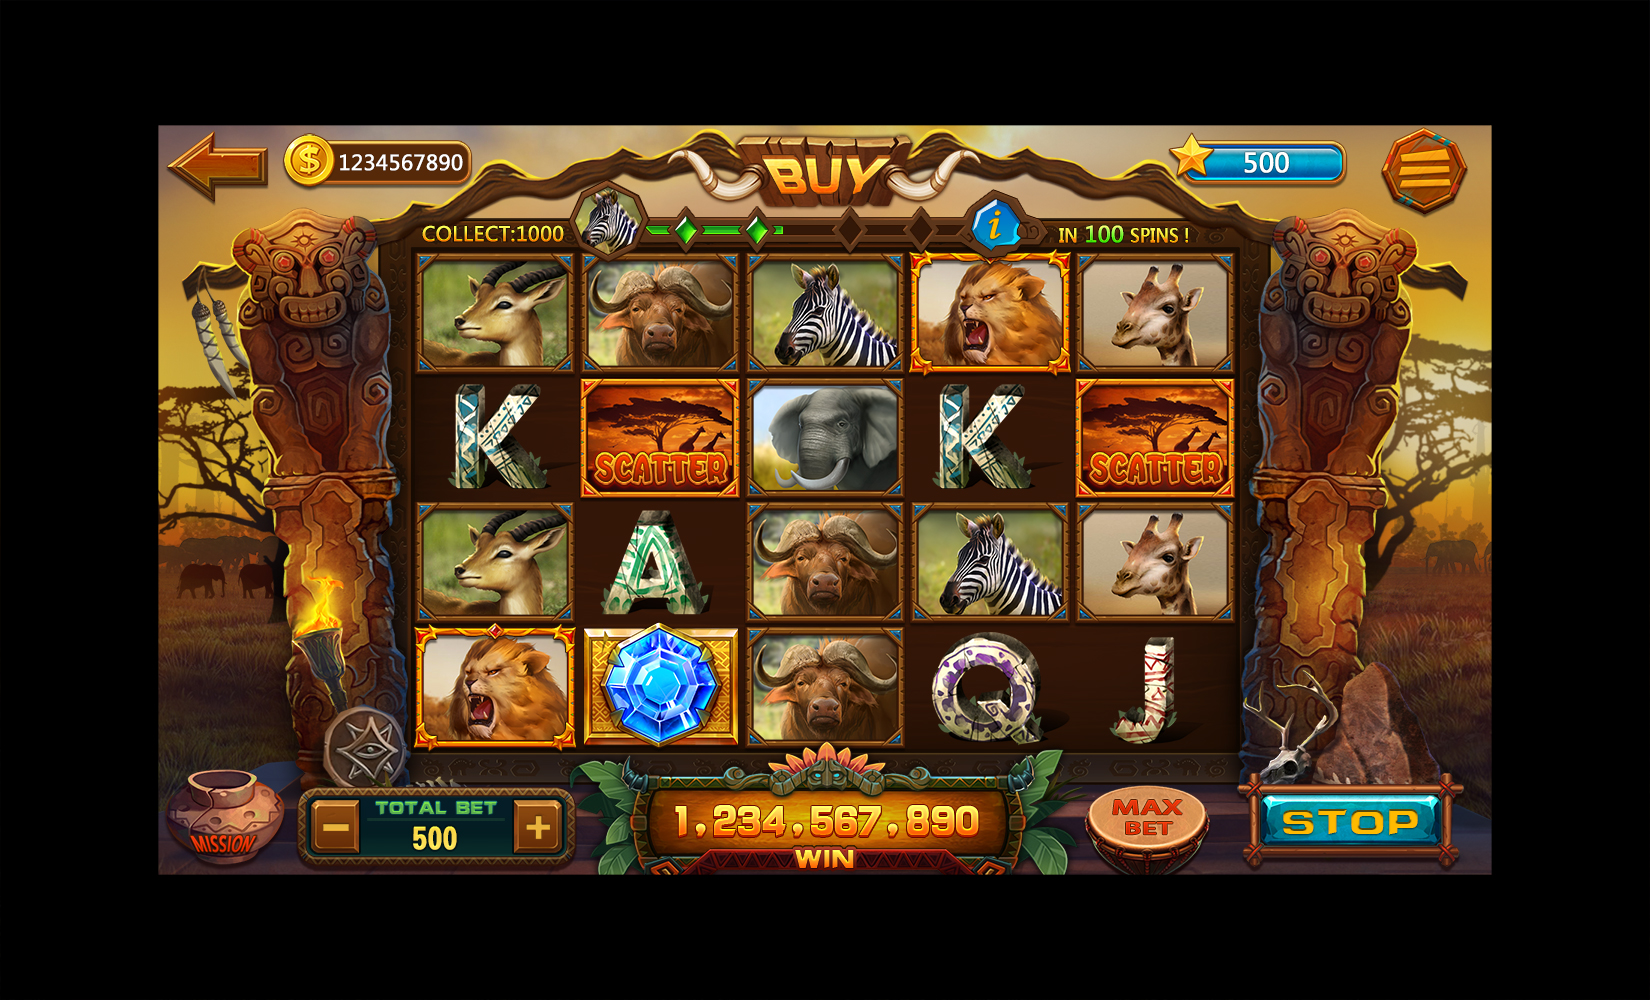 1234567890
BUY
500
COLLECT:1000
i
IN 100 SPINS !
K
SCATTER
K
SCATTER
A
Q
J
MISSION
TOTAL BET
500
1,234,567,890
WIN
MAX
BET
STOP